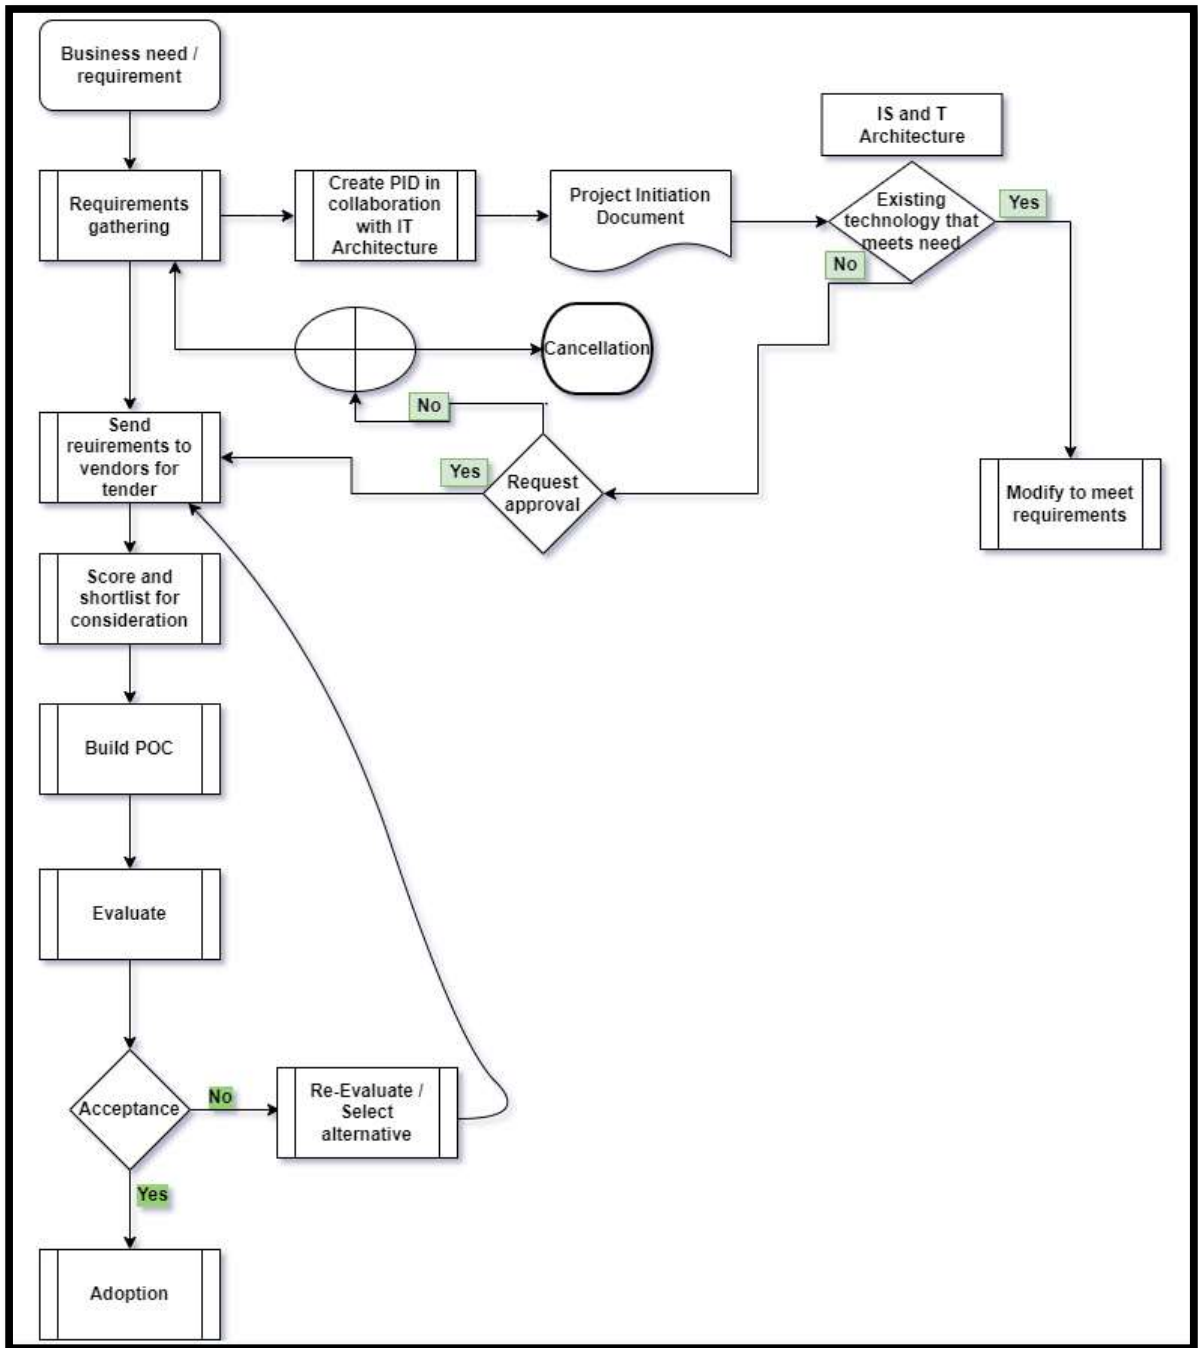 Business need /
requirement
IS and T
Architecture
Requirements
gathering
Create PID in
collaboration
with IT
Architecture
Project Initiation
Document
Existing
technology that
meets need
Yes
No
Cancellation
No
Send
reuirements to
vendors for
tender
Yes
Request
approval
Modify to meet
requirements
Score and
shortlist for
consideration
Build POC
Evaluate
Acceptance
No
Re-Evaluate /
Select
alternative
Yes
Adoption